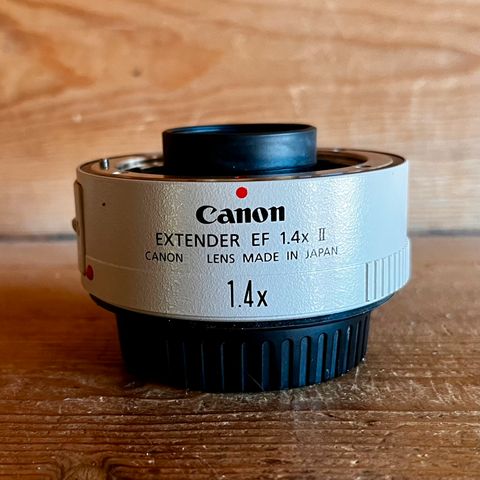 Canon
EXTENDER EF 1.4x II
CANON LENS MADE IN JAPAN
1.4x